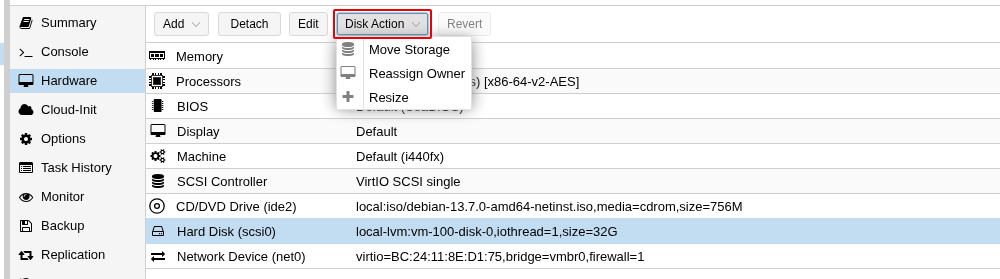 Summary
Console
Hardware
Cloud-Init
Options
Task History
Monitor
Backup
Replication
Add Detach Edit Disk Action Revert
Move Storage
Reassign Owner
Resize
Memory
Processors [x86-64-v2-AES]
BIOS
Display Default
Machine Default (i440fx)
SCSI Controller VirtIO SCSI single
CD/DVD Drive (ide2) local:iso/debian-13.7.0-amd64-netinst.iso,media=cdrom,size=756M
Hard Disk (scsi0) local-lvm:vm-100-disk-0,iothread=1,size=32G
Network Device (net0) virtio=BC:24:11:8E:D1:75,bridge=vmbr0,firewall=1